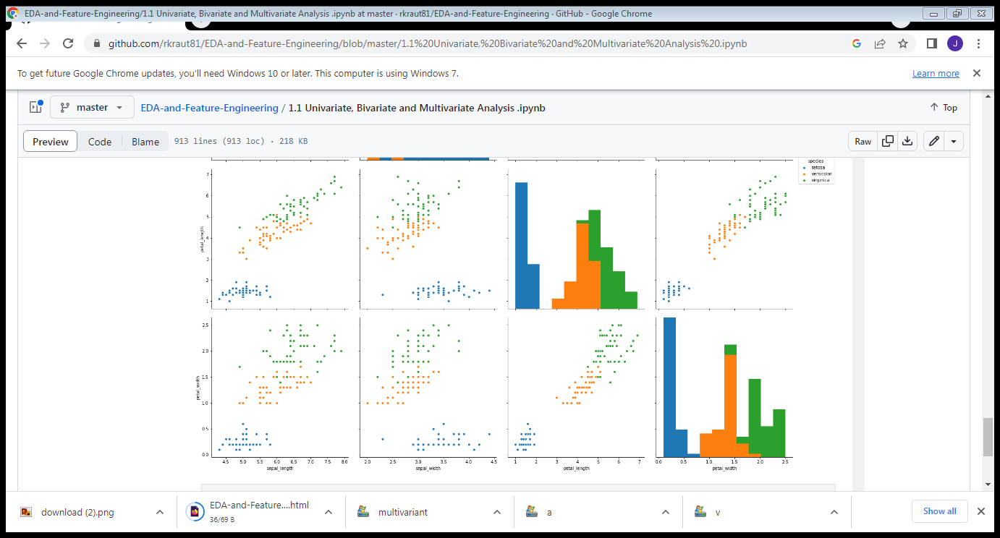 EDA-and-Feature-Engineering/1.1 Univariate, Bivariate and Multivariate Analysis .ipynb at master · rkraut81/EDA-and-Feature-Engineering · GitHub - Google Chrome
github.com/rkraut81/EDA-and-Feature-Engineering/blob/master/1.1%20Univariate,%20Bivariate%20and%20Multivariate%20Analysis%20.ipynb
J
To get future Google Chrome updates, you'll need Windows 10 or later. This computer is using Windows 7.
Learn more
master
EDA-and-Feature-Engineering / 1.1 Univariate, Bivariate and Multivariate Analysis .ipynb
Top
Preview Code Blame 913 lines (913 loc) · 218 KB
Raw
species
setosa
versicolor
virginica
7
6
5
4
3
2
1
petal_length
2.5
2.0
1.5
1.0
0.5
0.0
petal_width
4.5 5.0 5.5 6.0 6.5 7.0 7.5 8.0
2.0 2.5 3.0 3.5 4.0 4.5
1 2 3 4 5 6 7
0.0 0.5 1.0 1.5 2.0 2.5
sepal_length
sepal_width
petal_length
petal_width
download (2).png
EDA-and-Feature....html
36/69 B
multivariant
a
v
Show all